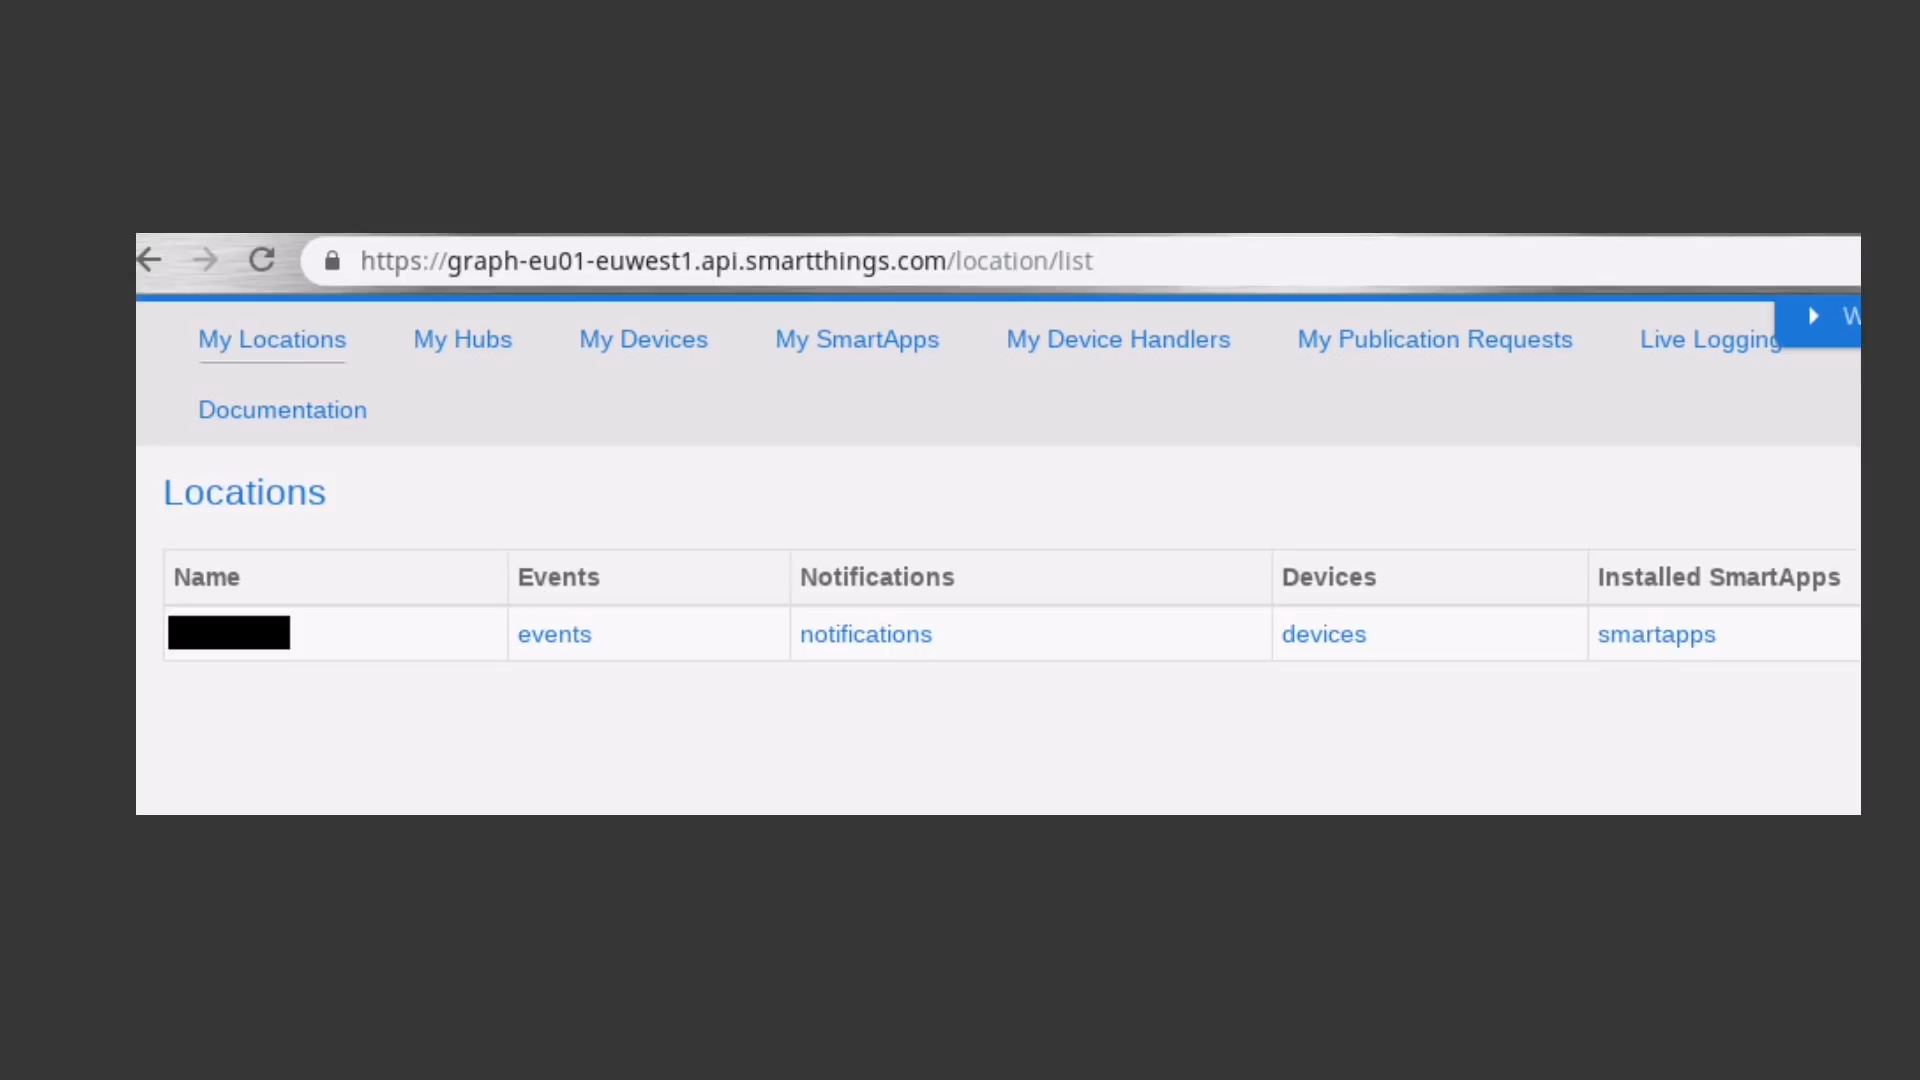 https://graph-eu01-euwest1.api.smartthings.com/location/list
My Locations My Hubs My Devices My SmartApps My Device Handlers My Publication Requests Live Logging
Documentation
Locations
Name Events Notifications Devices Installed SmartApps
events notifications devices smartapps